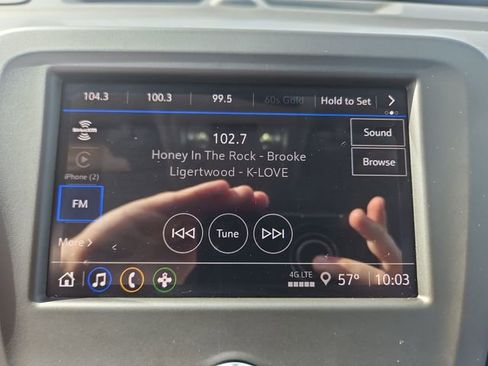 104.3
100.3
99.5
60s Gold
Hold to Set
SiriusXM
iPhone (2)
FM
More
102.7
Honey In The Rock - Brooke
Ligertwood - K-LOVE
Sound
Browse
Tune
4G LTE
57°
10:03